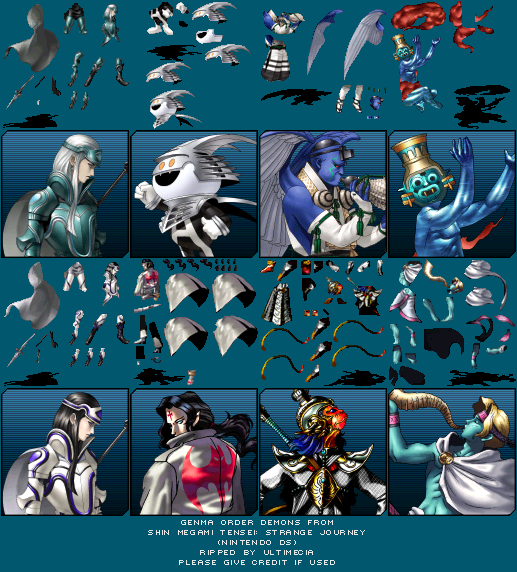 GENMA ORDER DEMONS FROM
SHIN MEGAMI TENSEI: STRANGE JOURNEY
(NINTENDO DS)
RIPPED BY ULTIMECIA
PLEASE GIVE CREDIT IF USED